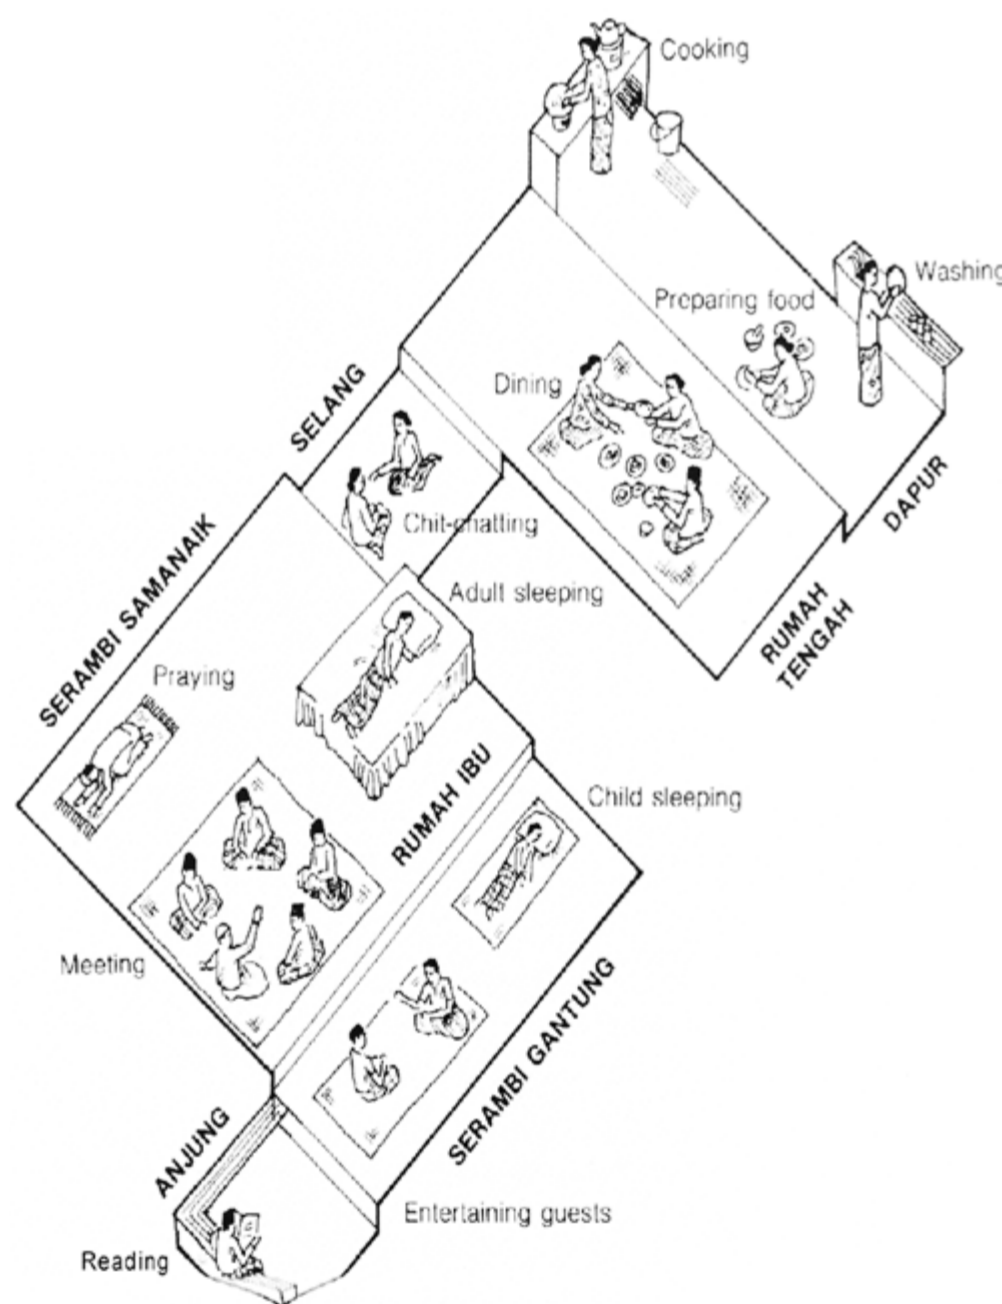 Cooking
Washing
Preparing food
Dining
SELANG
DAPUR
Chit-chatting
RUMAH
TENGAH
Adult sleeping
SERAMBI SAMANAIK
Praying
RUMAH IBU
Child sleeping
Meeting
SERAMBI GANTUNG
ANJUNG
Entertaining guests
Reading